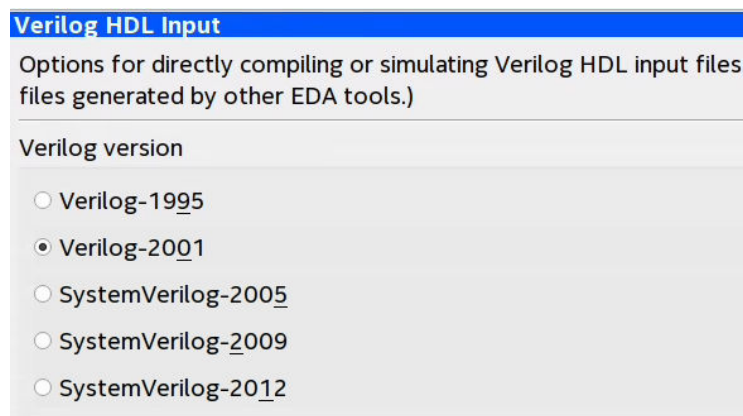 Verilog HDL Input
Options for directly compiling or simulating Verilog HDL input files
files generated by other EDA tools.)
Verilog version
Verilog-1995
Verilog-2001
SystemVerilog-2005
SystemVerilog-2009
SystemVerilog-2012